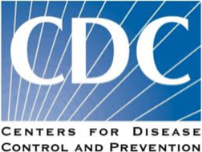 CDC
CENTERS FOR DISEASE
CONTROL AND PREVENTION